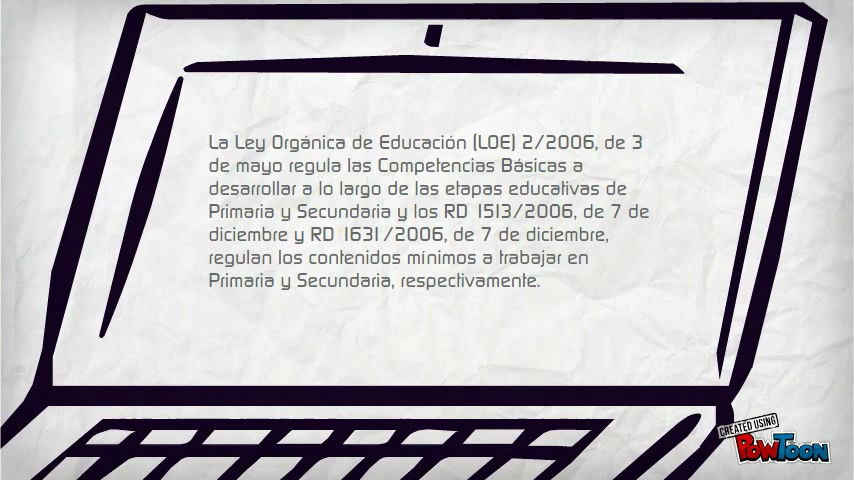 La Ley Orgánica de Educación (LOE) 2/2006, de 3
de mayo regula las Competencias Básicas a
desarrollar a lo largo de las etapas educativas de
Primaria y Secundaria y los RD 1513/2006, de 7 de
diciembre y RD 1631/2006, de 7 de diciembre,
regulan los contenidos mínimos a trabajar en
Primaria y Secundaria, respectivamente.
CREATED USING
POWTOON